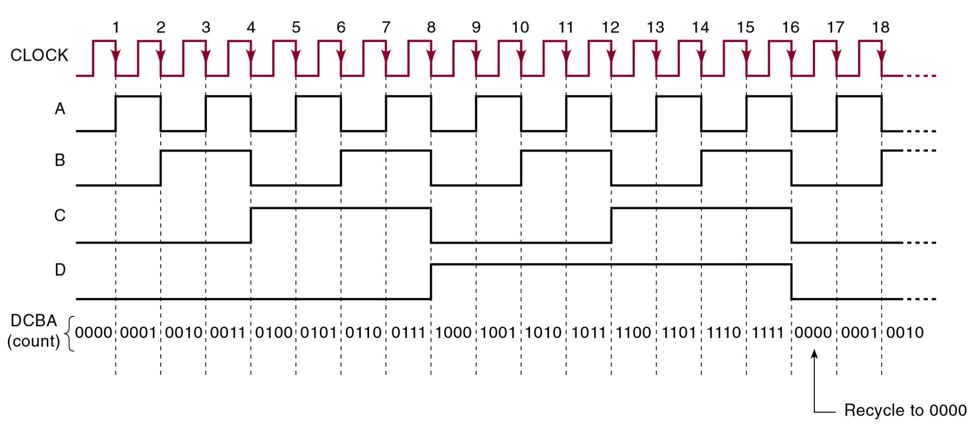 1 2 3 4 5 6 7 8 9 10 11 12 13 14 15 16 17 18
CLOCK
A
B
C
D
DCBA
(count)
0000 0001 0010 0011 0100 0101 0110 0111 1000 1001 1010 1011 1100 1101 1110 1111 0000 0001 0010
Recycle to 0000